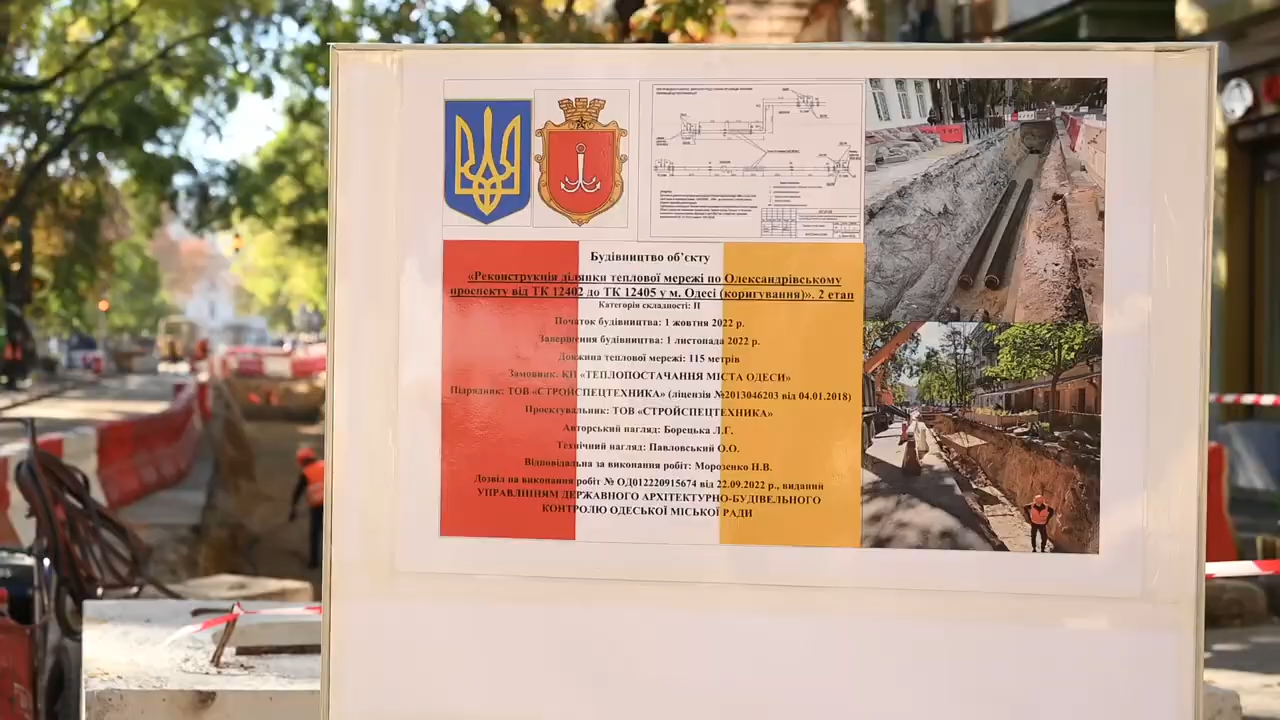 Будівництво об’єкту
«Реконструкція ділянки теплової мережі по Олександрівському
проспекту від ТК 12402 до ТК 12405 у м. Одесі (коригування)». 2 етап
Категорія складності: ІІ
Початок будівництва: 1 жовтня 2022 р.
Завершення будівництва: 1 листопада 2022 р.
Довжина теплової мережі: 115 метрів
Замовник: КП «ТЕПЛОПОСТАЧАННЯ МІСТА ОДЕСИ»
Підрядник: ТОВ «СТРОЙСПЕЦТЕХНИКА» (ліцензія №2013046203 від 04.01.2018)
Проєктувальник: ТОВ «СТРОЙСПЕЦТЕХНИКА»
Авторський нагляд: Борецька Л.Г.
Технічний нагляд: Павловський О.О.
Відповідальна за виконання робіт: Морозенко Н.В.
Дозвіл на виконання робіт № ОД012220915674 від 22.09.2022 р., виданий
УПРАВЛІННЯМ ДЕРЖАВНОГО АРХІТЕКТУРНО-БУДІВЕЛЬНОГО
КОНТРОЛЮ ОДЕСЬКОЇ МІСЬКОЇ РАДИ